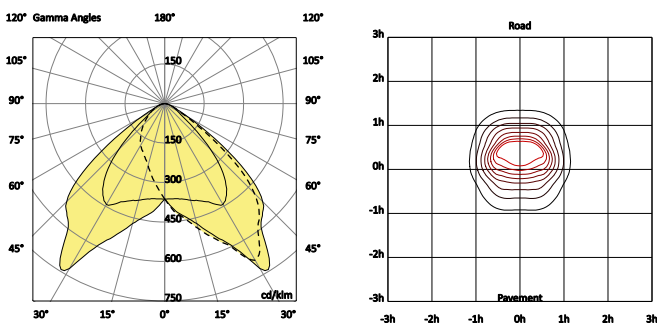 120° Gamma Angles 180° 120°
105° 150 105°
90° 90°
75° 150 75°
60° 300 60°
45° 450 45°
600
750 cd/klm
30° 15° 0° 15° 30°
Road
3h
2h
1h
0h
-1h
-2h
-3h Pavement
-3h -2h -1h 0h 1h 2h 3h